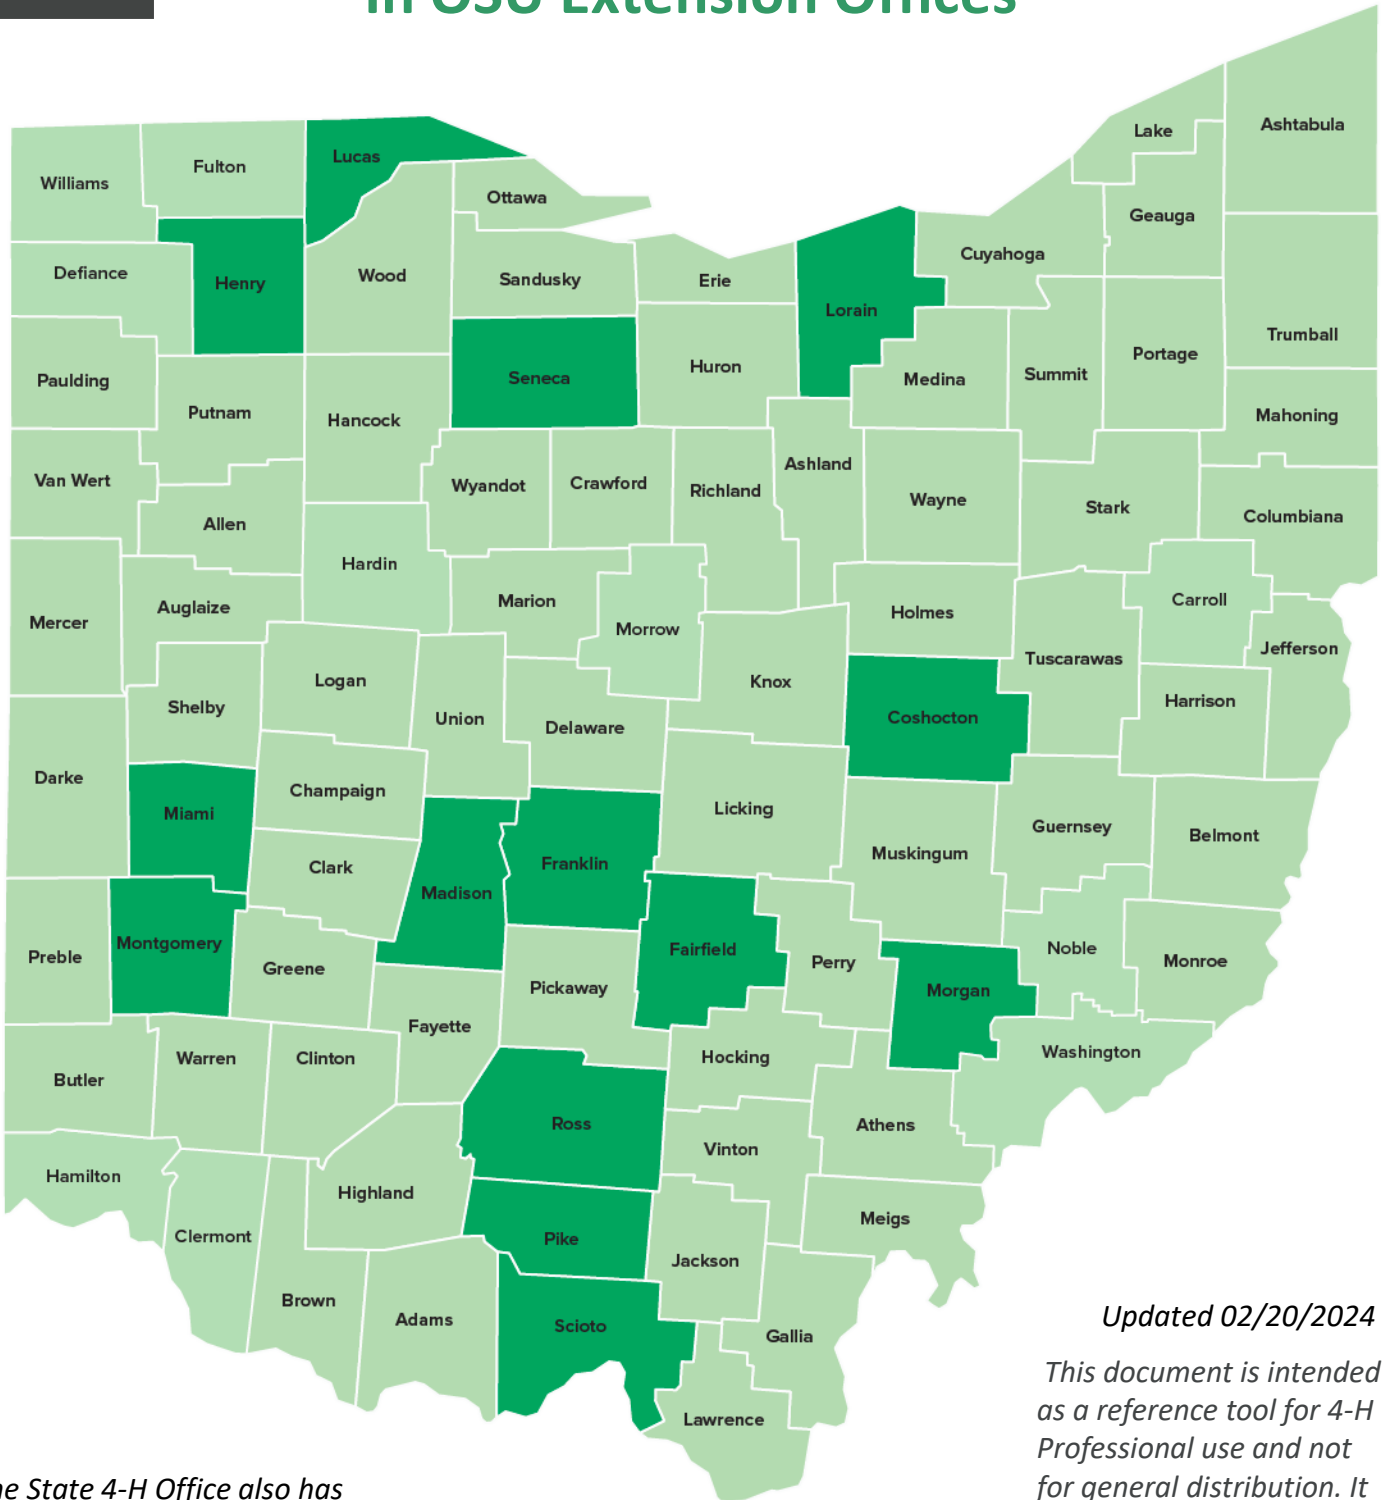 in OSU Extension Offices
Lake
Ashtabula
Lucas
Fulton
Williams
Ottawa
Geauga
Cuyahoga
Defiance
Wood
Sandusky
Erie
Henry
Lorain
Trumball
Portage
Huron
Summit
Seneca
Medina
Paulding
Putnam
Hancock
Mahoning
Ashland
Van Wert
Wyandot
Crawford
Richland
Wayne
Stark
Columbiana
Allen
Hardin
Marion
Carroll
Auglaize
Holmes
Mercer
Morrow
Jefferson
Tuscarawas
Logan
Knox
Harrison
Shelby
Union
Coshocton
Delaware
Darke
Champaign
Licking
Miami
Guernsey
Belmont
Muskingum
Clark
Franklin
Madison
Montgomery
Fairfield
Noble
Preble
Greene
Perry
Monroe
Pickaway
Morgan
Fayette
Warren
Clinton
Hocking
Washington
Butler
Ross
Athens
Vinton
Hamilton
Highland
Meigs
Clermont
Pike
Jackson
Brown
Adams
Scioto
Gallia
Lawrence
Updated 02/20/2024
This document is intended
as a reference tool for 4-H
Professional use and not
for general distribution. It
State 4-H Office also has